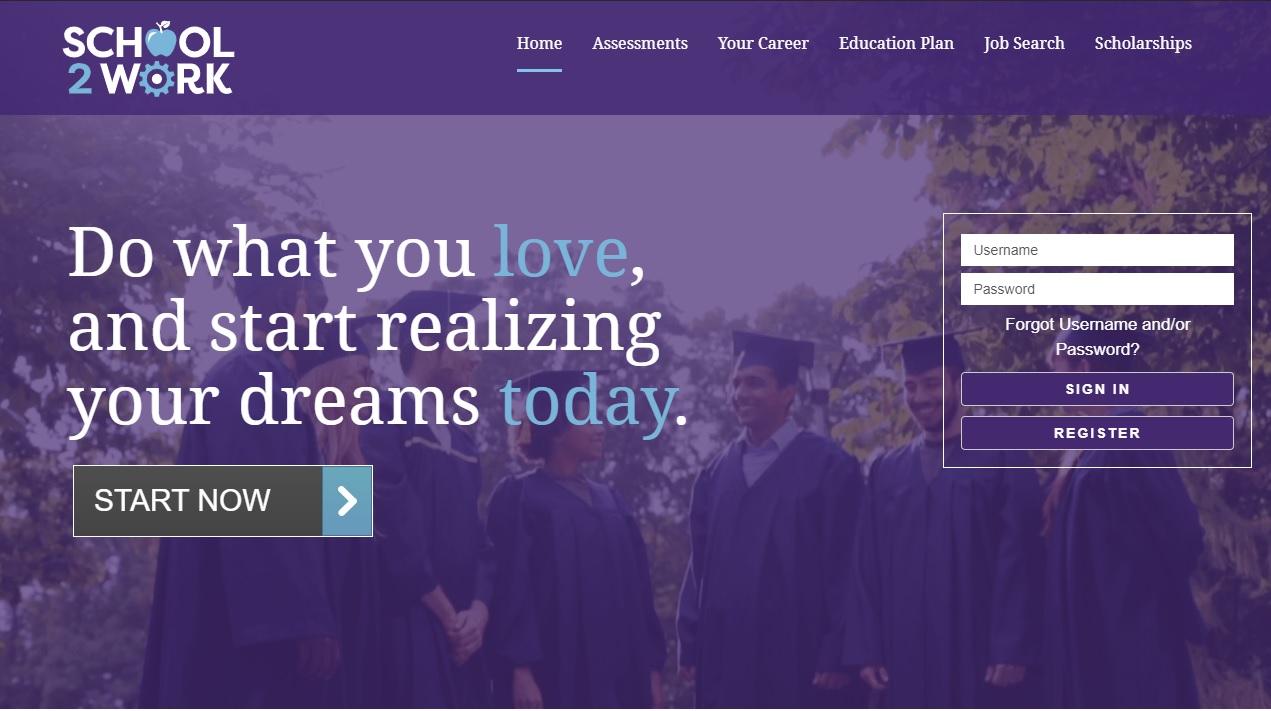 SCHOOL
2 WORK
Home Assessments Your Career Education Plan Job Search Scholarships
Do what you love,
and start realizing
your dreams today.
START NOW
Username
Password
Forgot Username and/or
Password?
SIGN IN
REGISTER